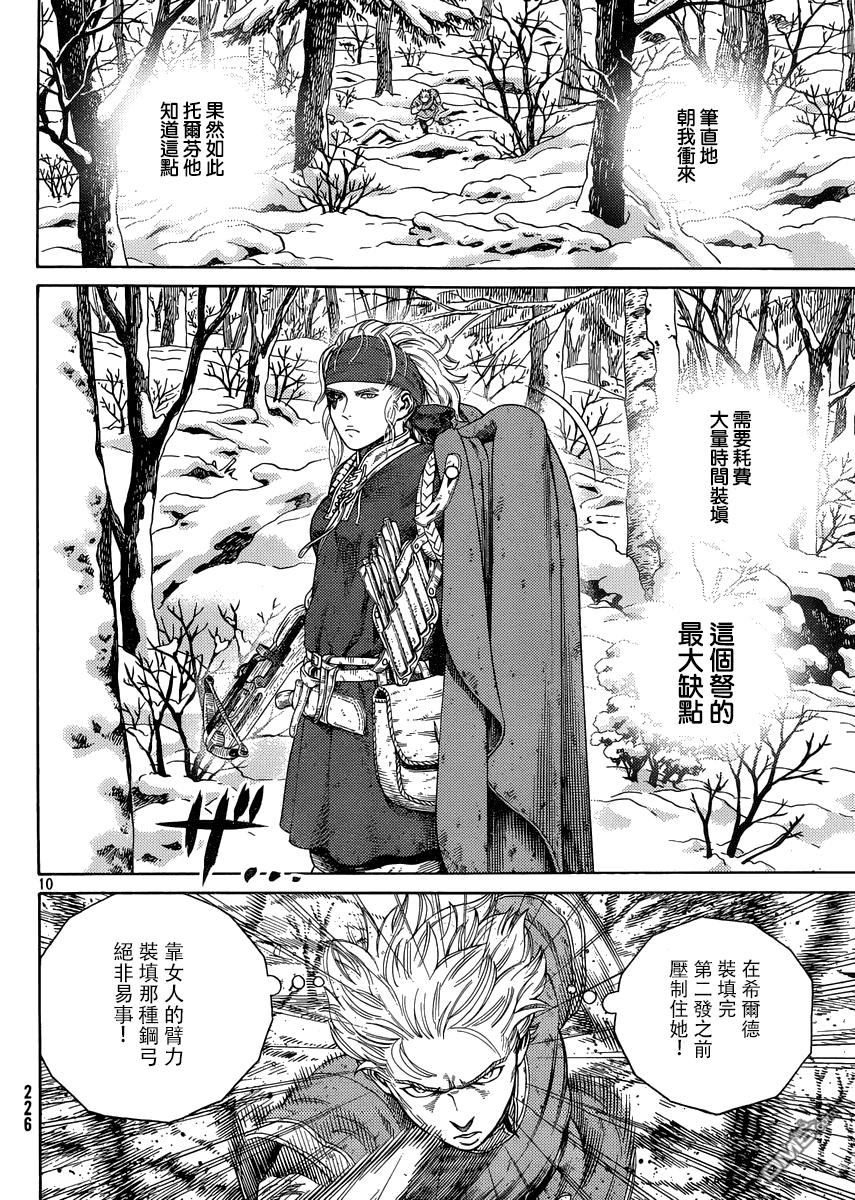 筆直地
朝我衝來
果然如此
托爾芬他
知道這點
需要耗費
大量時間裝填
這個弩的
最大缺點
ザッ
10
在希爾德
裝填完
第二發之前
壓制住她！
靠女人的臂力
裝填那種鋼弓
絕非易事！
226